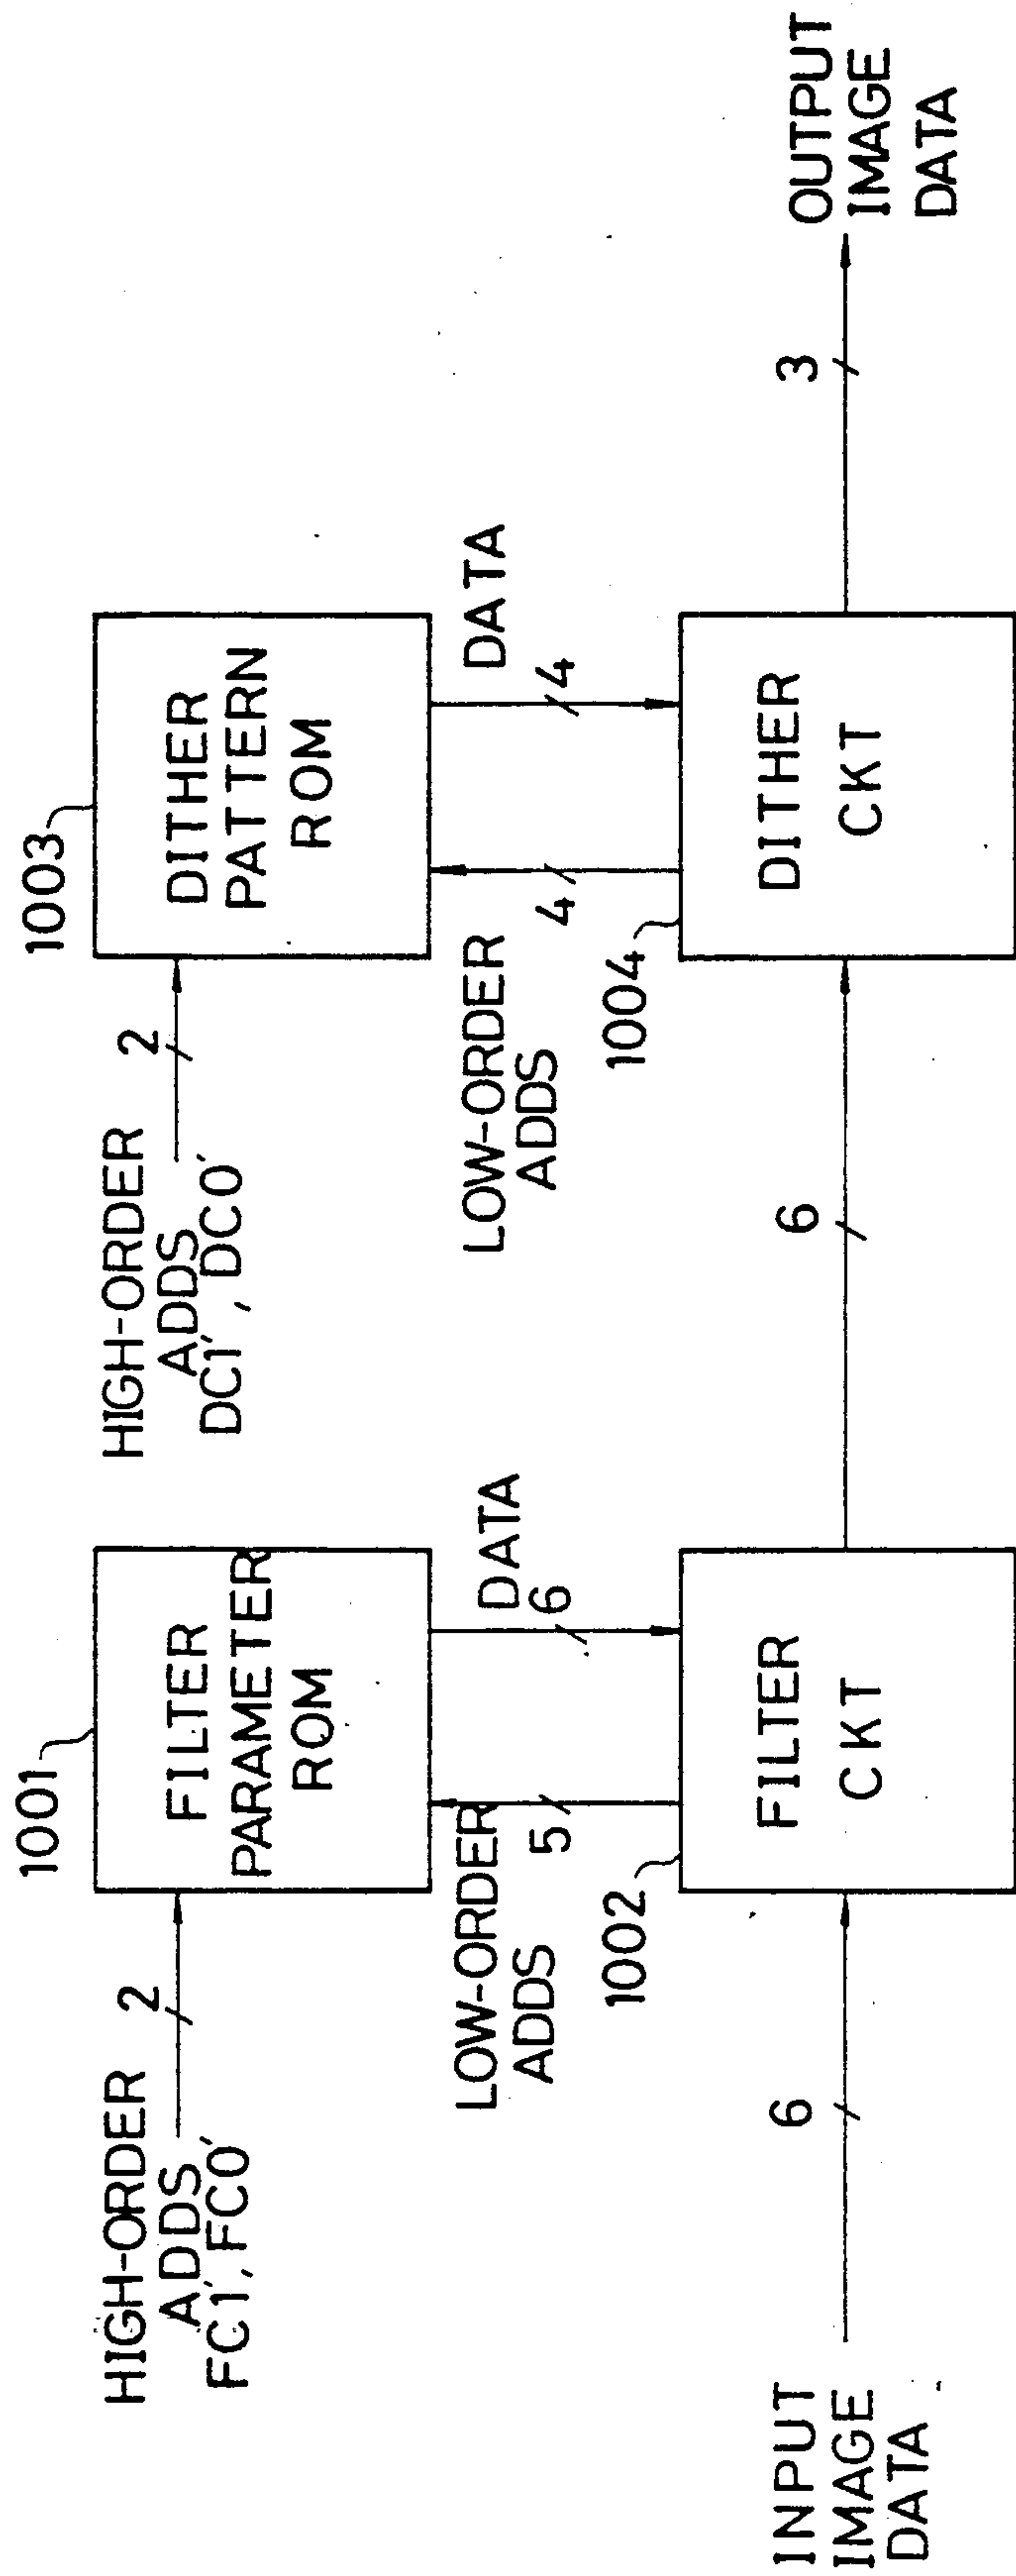 1001
HIGH-ORDER
ADDS
FC1′, FC0′
2
FILTER
PARAMETER
ROM
LOW-ORDER
ADDS
5
DATA
6
1002
INPUT
IMAGE
DATA
6
FILTER
CKT
6
1003
HIGH-ORDER
ADDS
DC1′, DC0′
2
DITHER
PATTERN
ROM
LOW-ORDER
ADDS
4
DATA
4
1004
DITHER
CKT
3
OUTPUT
IMAGE
DATA